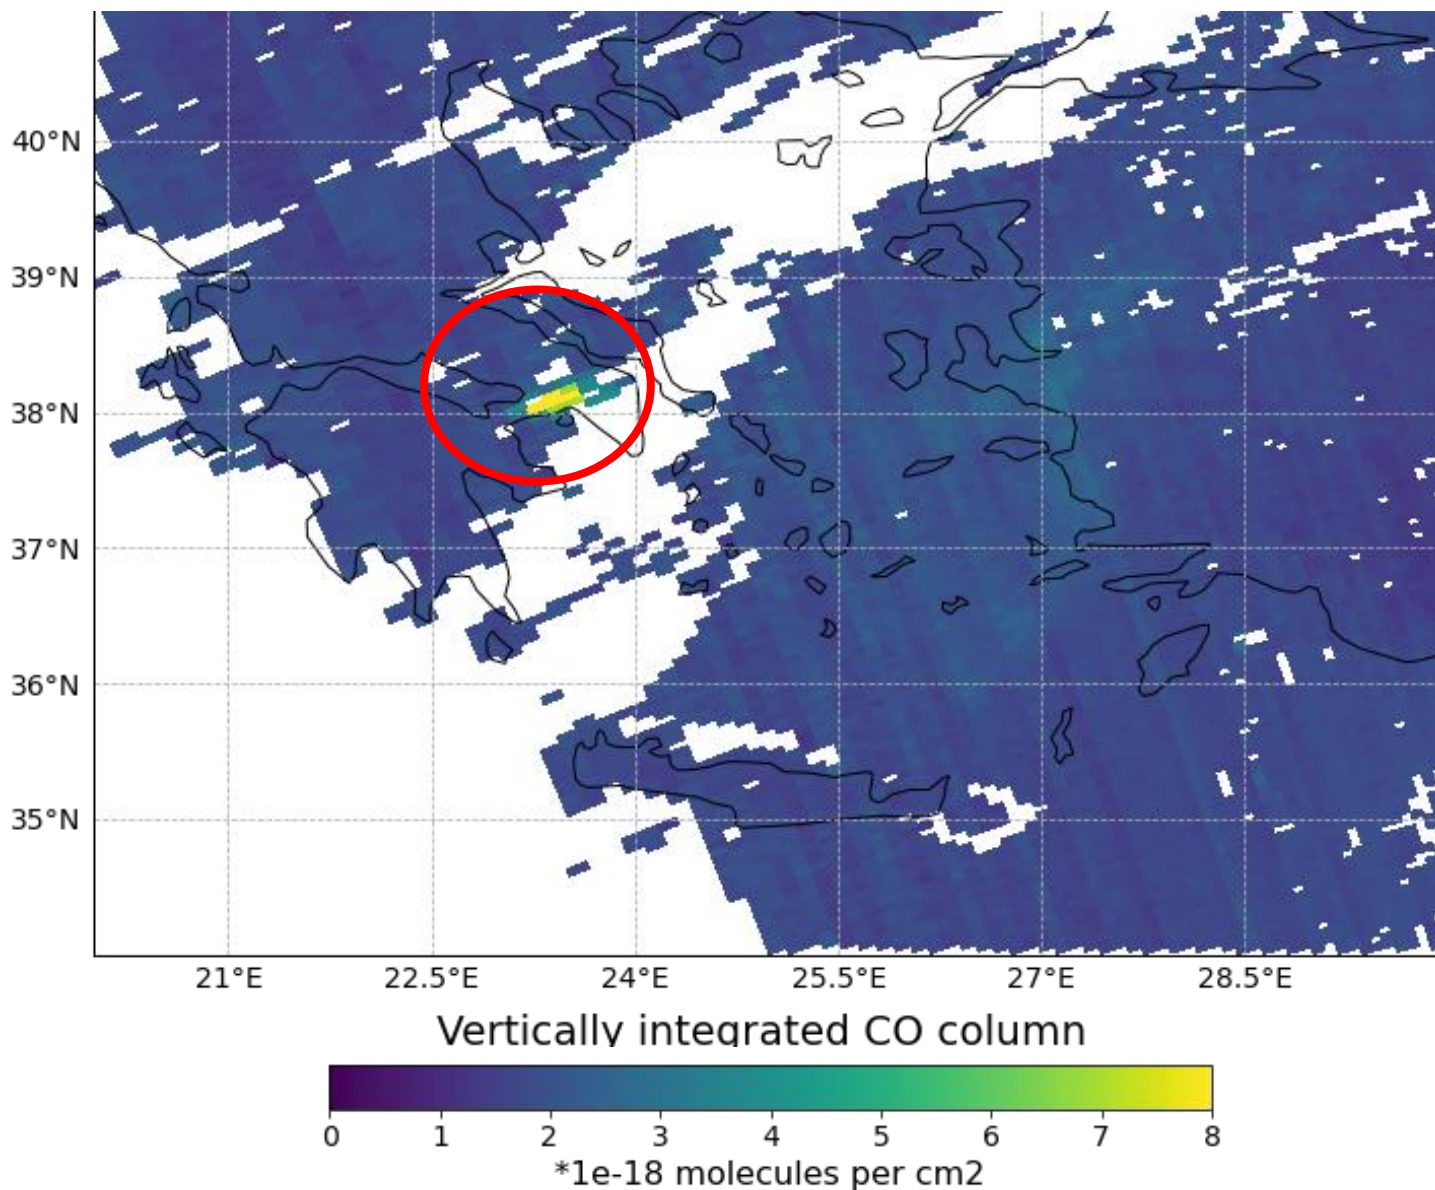 40°N
39°N
38°N
37°N
36°N
35°N
21°E 22.5°E 24°E 25.5°E 27°E 28.5°E
Vertically integrated CO column
0 1 2 3 4 5 6 7 8
*1e-18 molecules per cm2